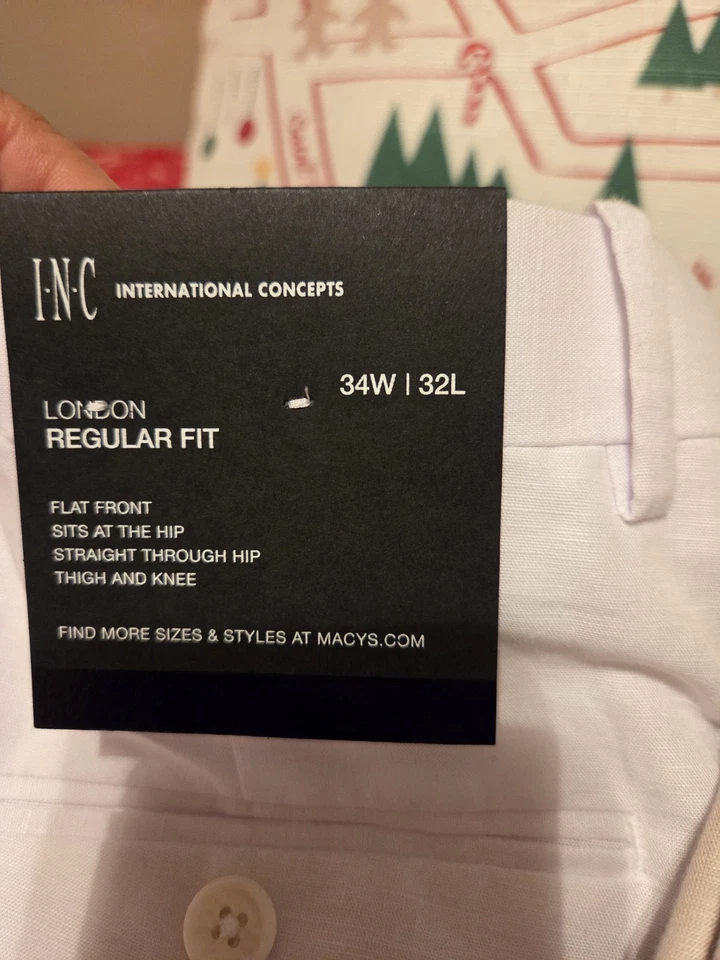 I·N·C INTERNATIONAL CONCEPTS
34W | 32L
LONDON
REGULAR FIT
FLAT FRONT
SITS AT THE HIP
STRAIGHT THROUGH HIP
THIGH AND KNEE
FIND MORE SIZES & STYLES AT MACYS.COM